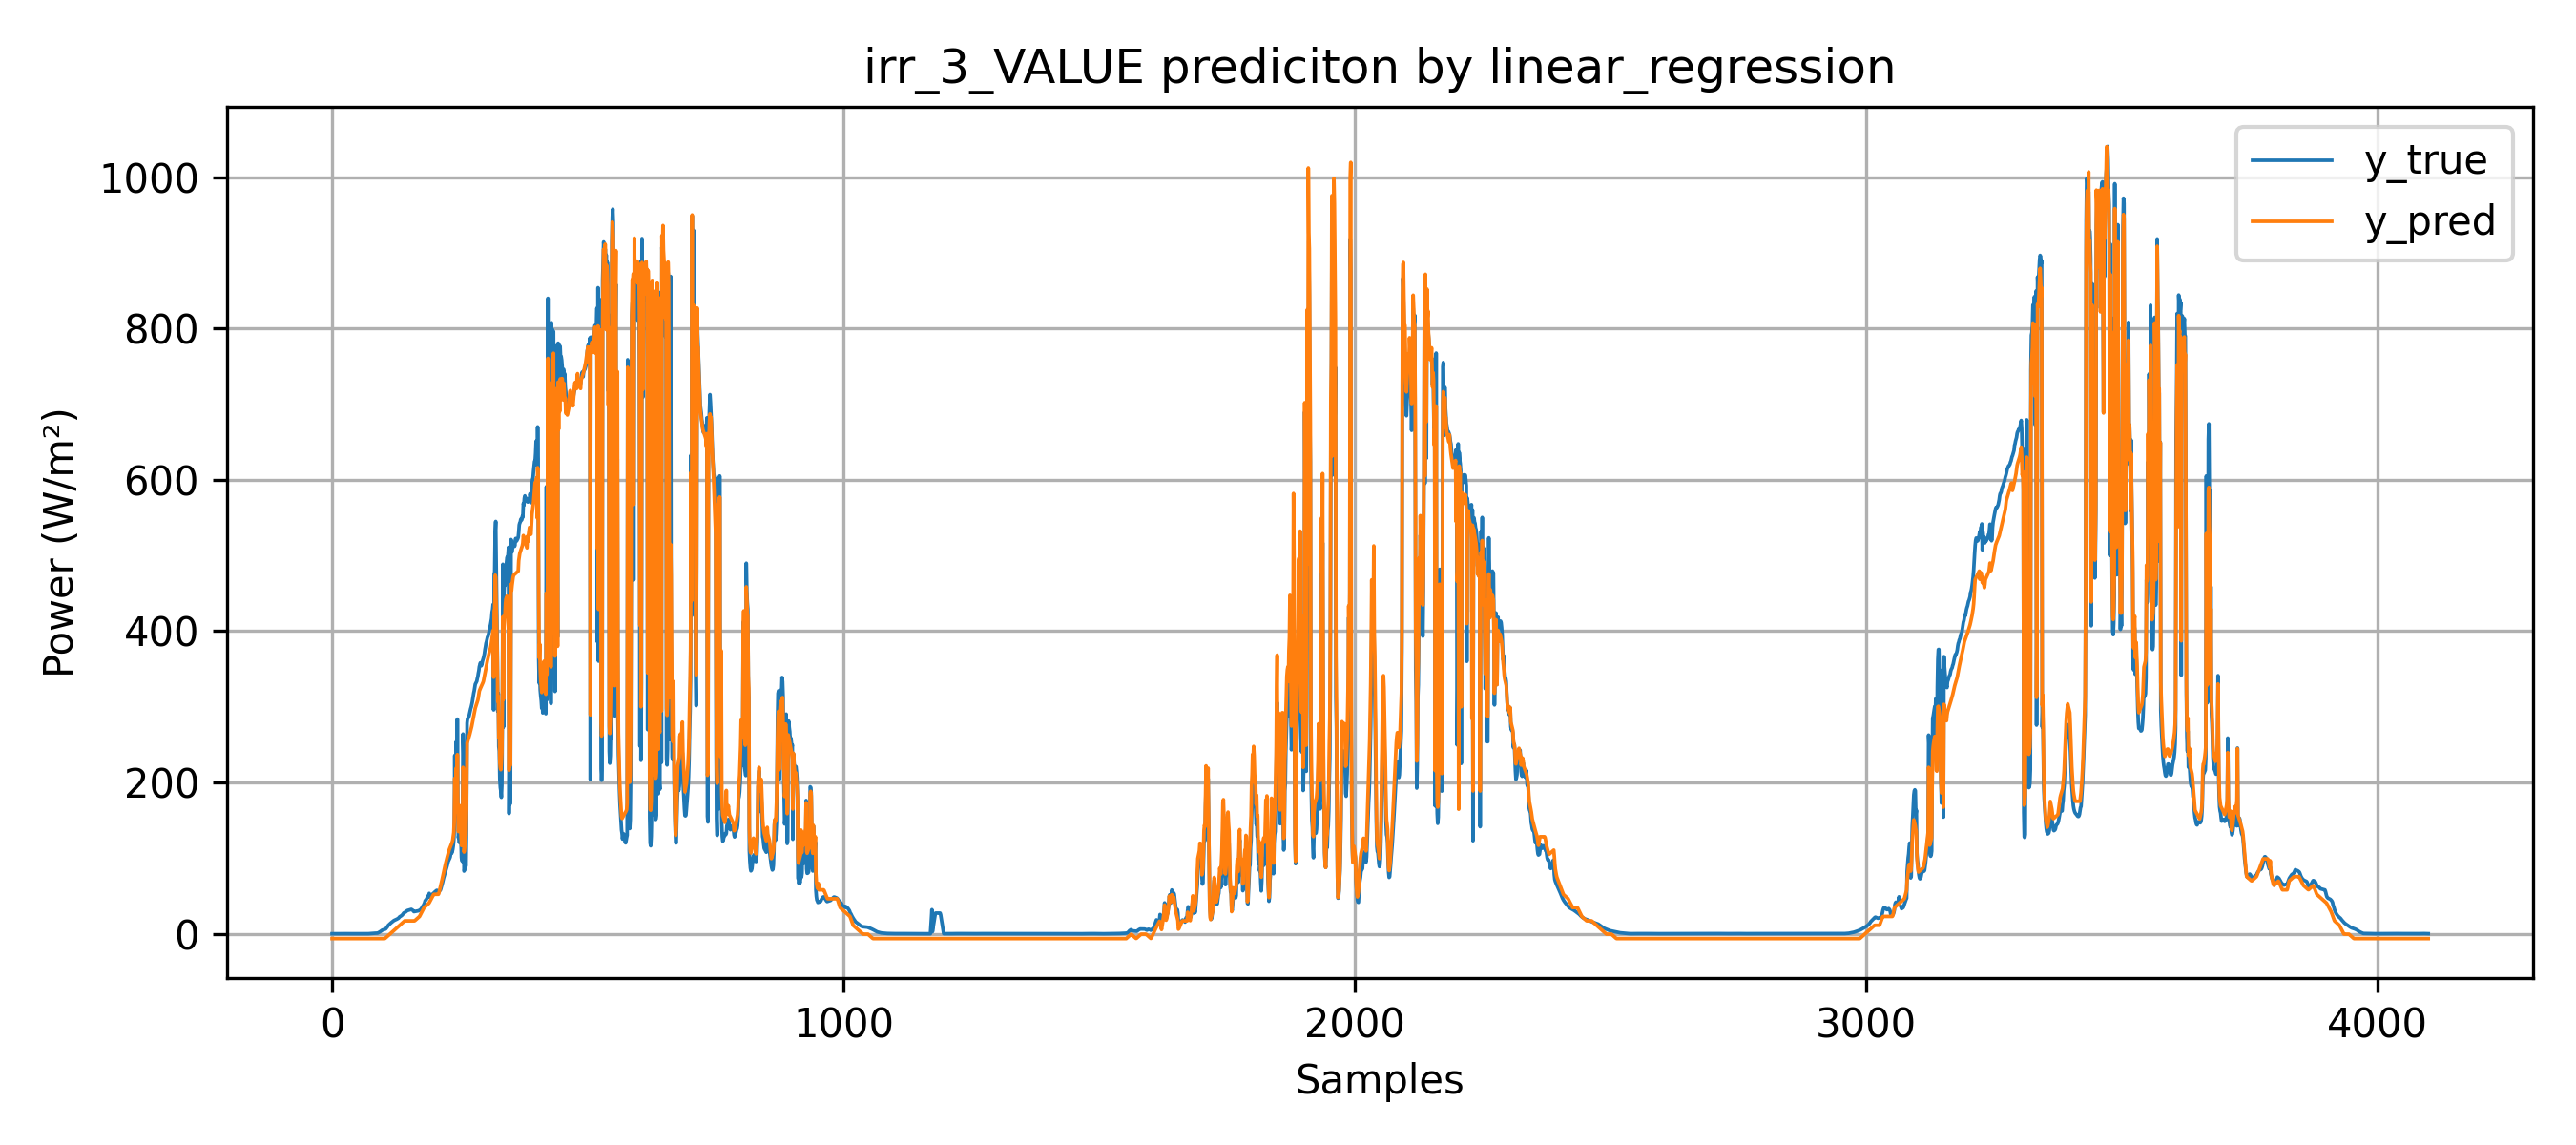 irr_3_VALUE prediciton by linear_regression
y_true
y_pred
Power (W/m²)
1000
800
600
400
200
0
0 1000 2000 3000 4000
Samples